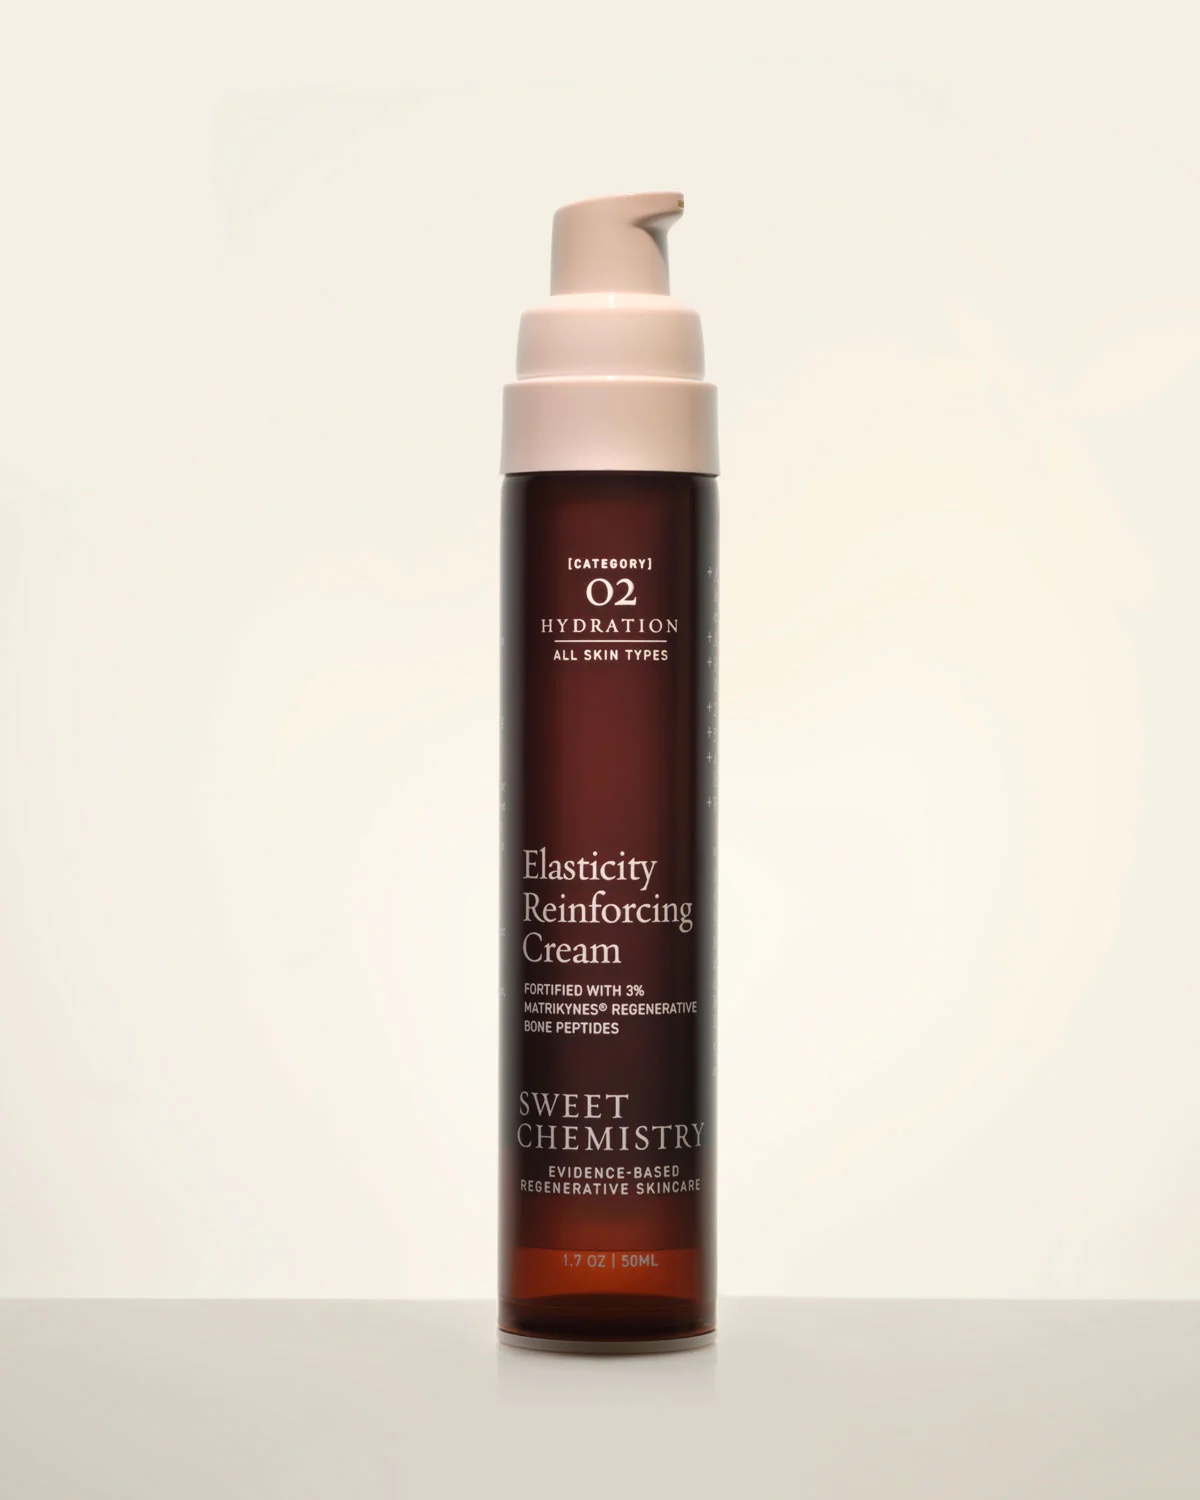 [CATEGORY]
02
HYDRATION
ALL SKIN TYPES
Elasticity
Reinforcing
Cream
FORTIFIED WITH 3%
MATRIKYNES® REGENERATIVE
BONE PEPTIDES
SWEET
CHEMISTRY
EVIDENCE-BASED
REGENERATIVE SKINCARE
1.7 OZ | 50ML